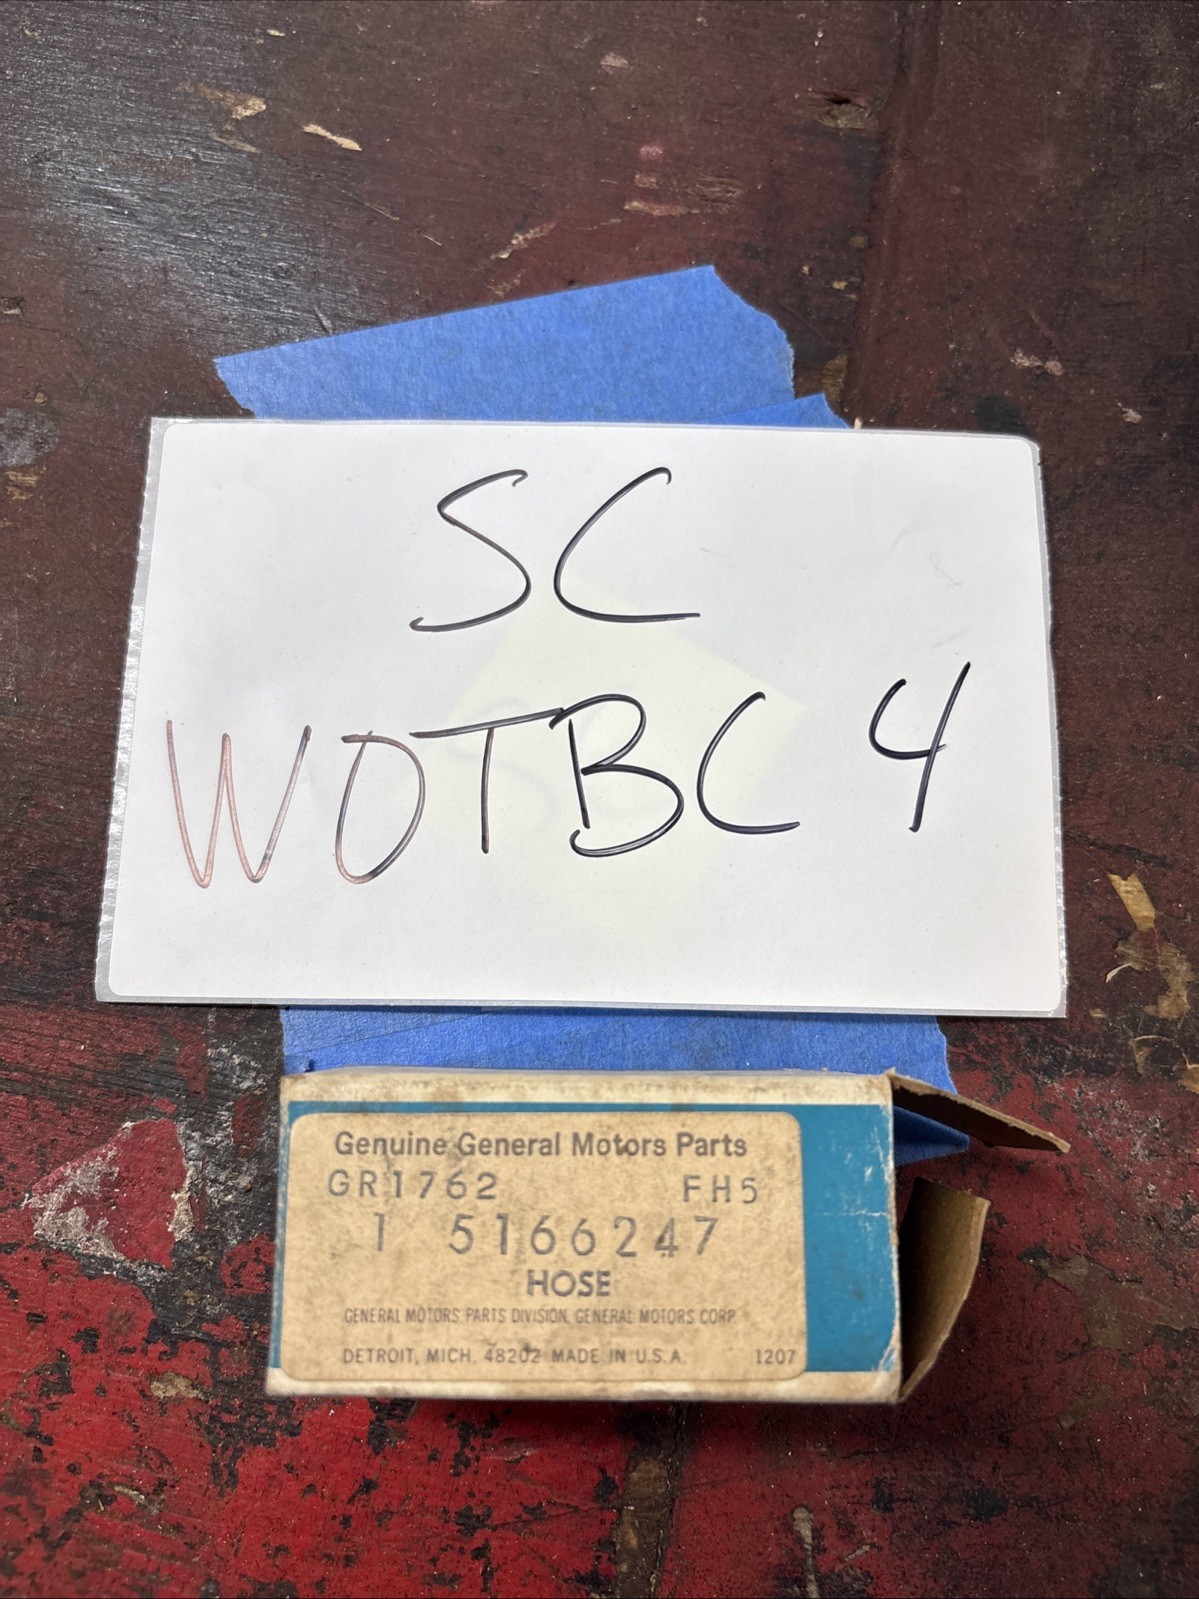 SC
WOTBC 4
Genuine General Motors Parts
GR1762 FH5
1 5166247
HOSE
GENERAL MOTORS PARTS DIVISION, GENERAL MOTORS CORP.
DETROIT, MICH. 48202 MADE IN U.S.A. 1207